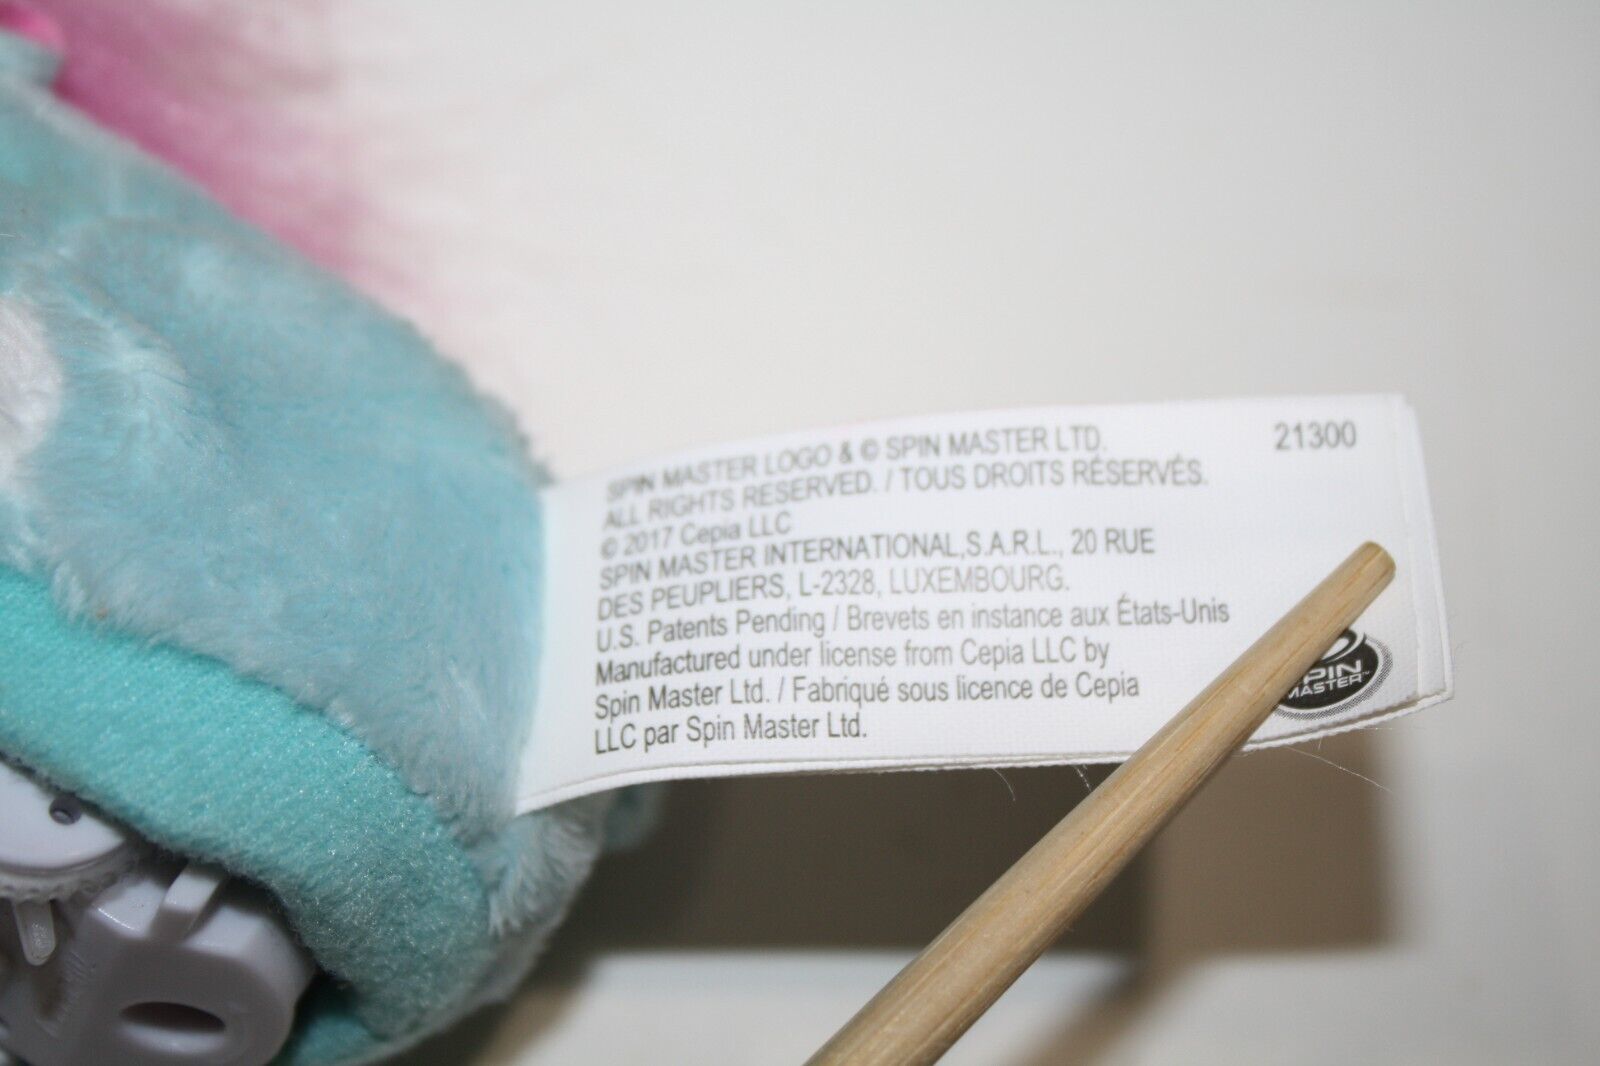 SPIN MASTER LOGO & © SPIN MASTER LTD.
21300
ALL RIGHTS RESERVED. / TOUS DROITS RÉSERVÉS.
© 2017 Cepia LLC
SPIN MASTER INTERNATIONAL,S.A.R.L., 20 RUE
DES PEUPLIERS, L-2328, LUXEMBOURG.
U.S. Patents Pending / Brevets en instance aux États-Unis
Manufactured under license from Cepia LLC by
Spin Master Ltd. / Fabriqué sous licence de Cepia
LLC par Spin Master Ltd.
SPIN
MASTER™